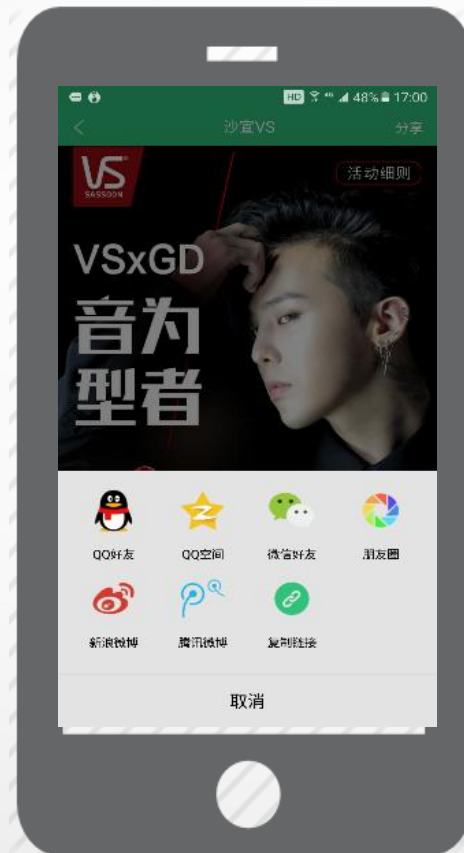 HD 4G 48% 17:00
沙宣VS 分享
VS
SASSOON
活动细则
VSxGD
音为
型者
QQ好友 QQ空间 微信好友 朋友圈
新浪微博 腾讯微博 复制链接
取消